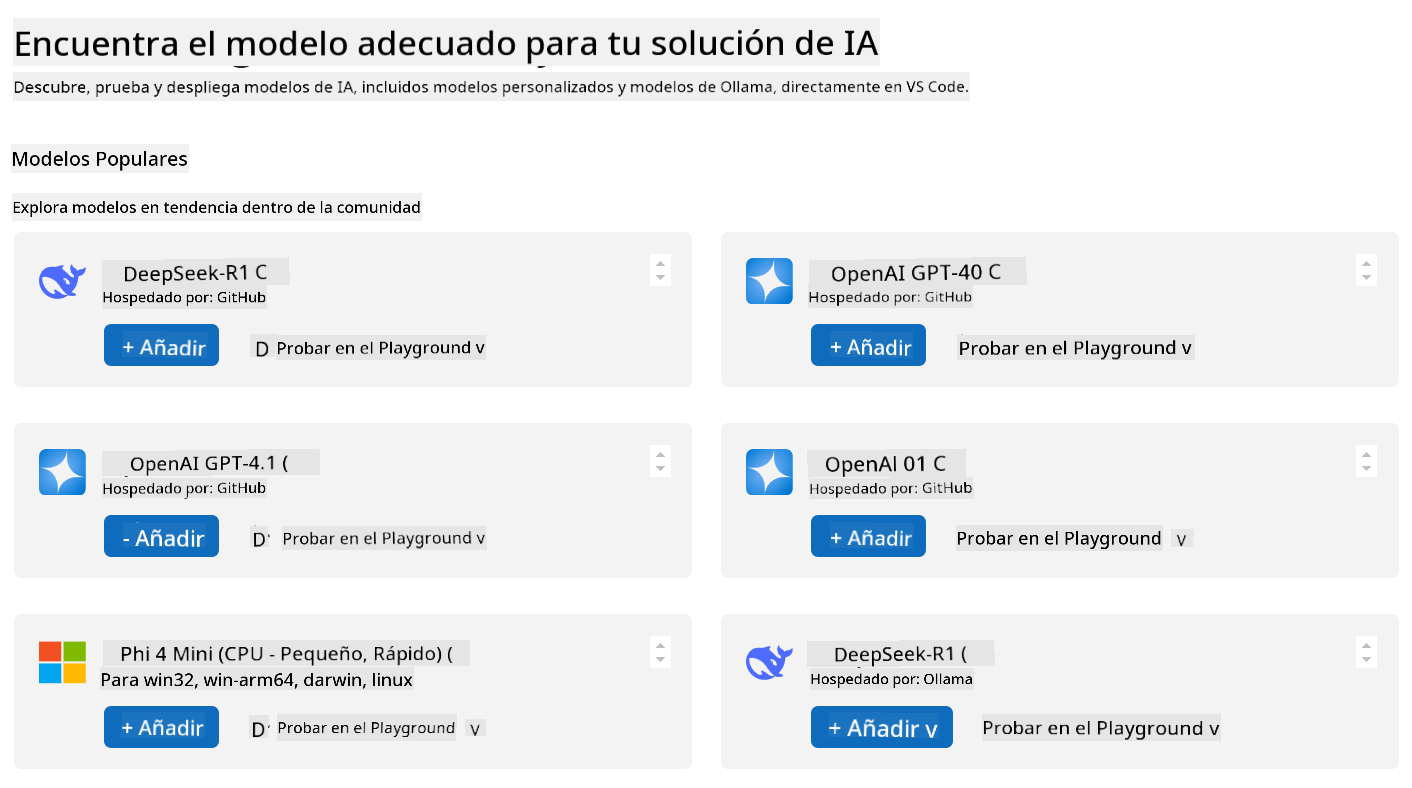 Encuentra el modelo adecuado para tu solución de IA
Descubre, prueba y despliega modelos de IA, incluidos modelos personalizados y modelos de Ollama, directamente en VS Code.
Modelos Populares
Explora modelos en tendencia dentro de la comunidad
DeepSeek-R1 C
Hospedado por: GitHub
+ Añadir
D Probar en el Playground v
OpenAI GPT-40 C
Hospedado por: GitHub
+ Añadir
Probar en el Playground v
OpenAI GPT-4.1 (
Hospedado por: GitHub
- Añadir
D Probar en el Playground v
OpenAI 01 C
Hospedado por: GitHub
+ Añadir
Probar en el Playground v
Phi 4 Mini (CPU - Pequeño, Rápido) (
Para win32, win-arm64, darwin, linux
+ Añadir
D Probar en el Playground v
DeepSeek-R1 (
Hospedado por: Ollama
+ Añadir v
Probar en el Playground v